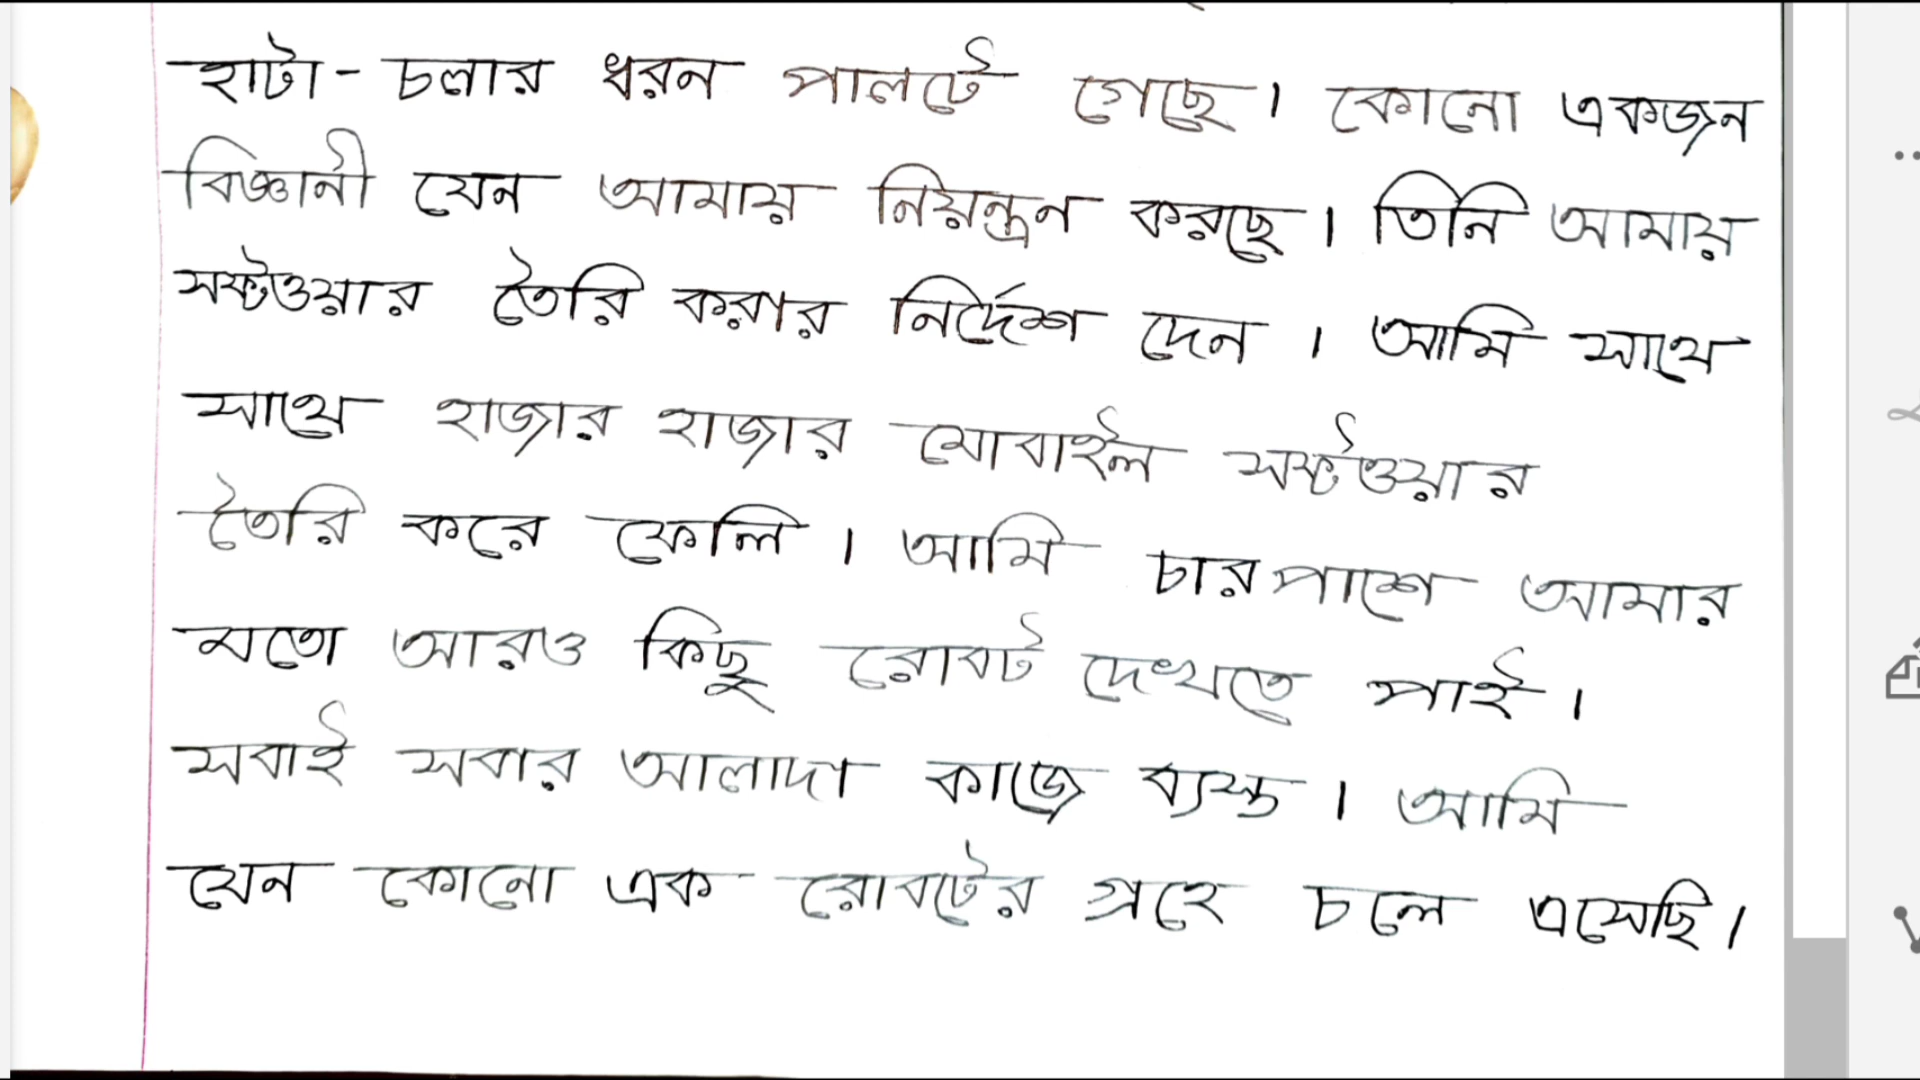 হাটা - চলার ধরন পালটে গেছে। কোনো একজন
বিজ্ঞানী যেন আমায় নিয়ন্ত্রন করছে। তিনি আমায়
সফ্টওয়ার তৈরি করার নির্দেশ দেন । আমি সাথে
সাথে হাজার হাজার মোবাইল সফ্টওয়ার
তৈরি করে ফেলি । আমি চারপাশে আমার
মতো আরও কিছু রোবট দেখতে পাই ।
সবাই সবার আলাদা কাজে ব্যস্ত । আমি
যেন কোনো এক রোবটের গ্রহে চলে এসেছি।